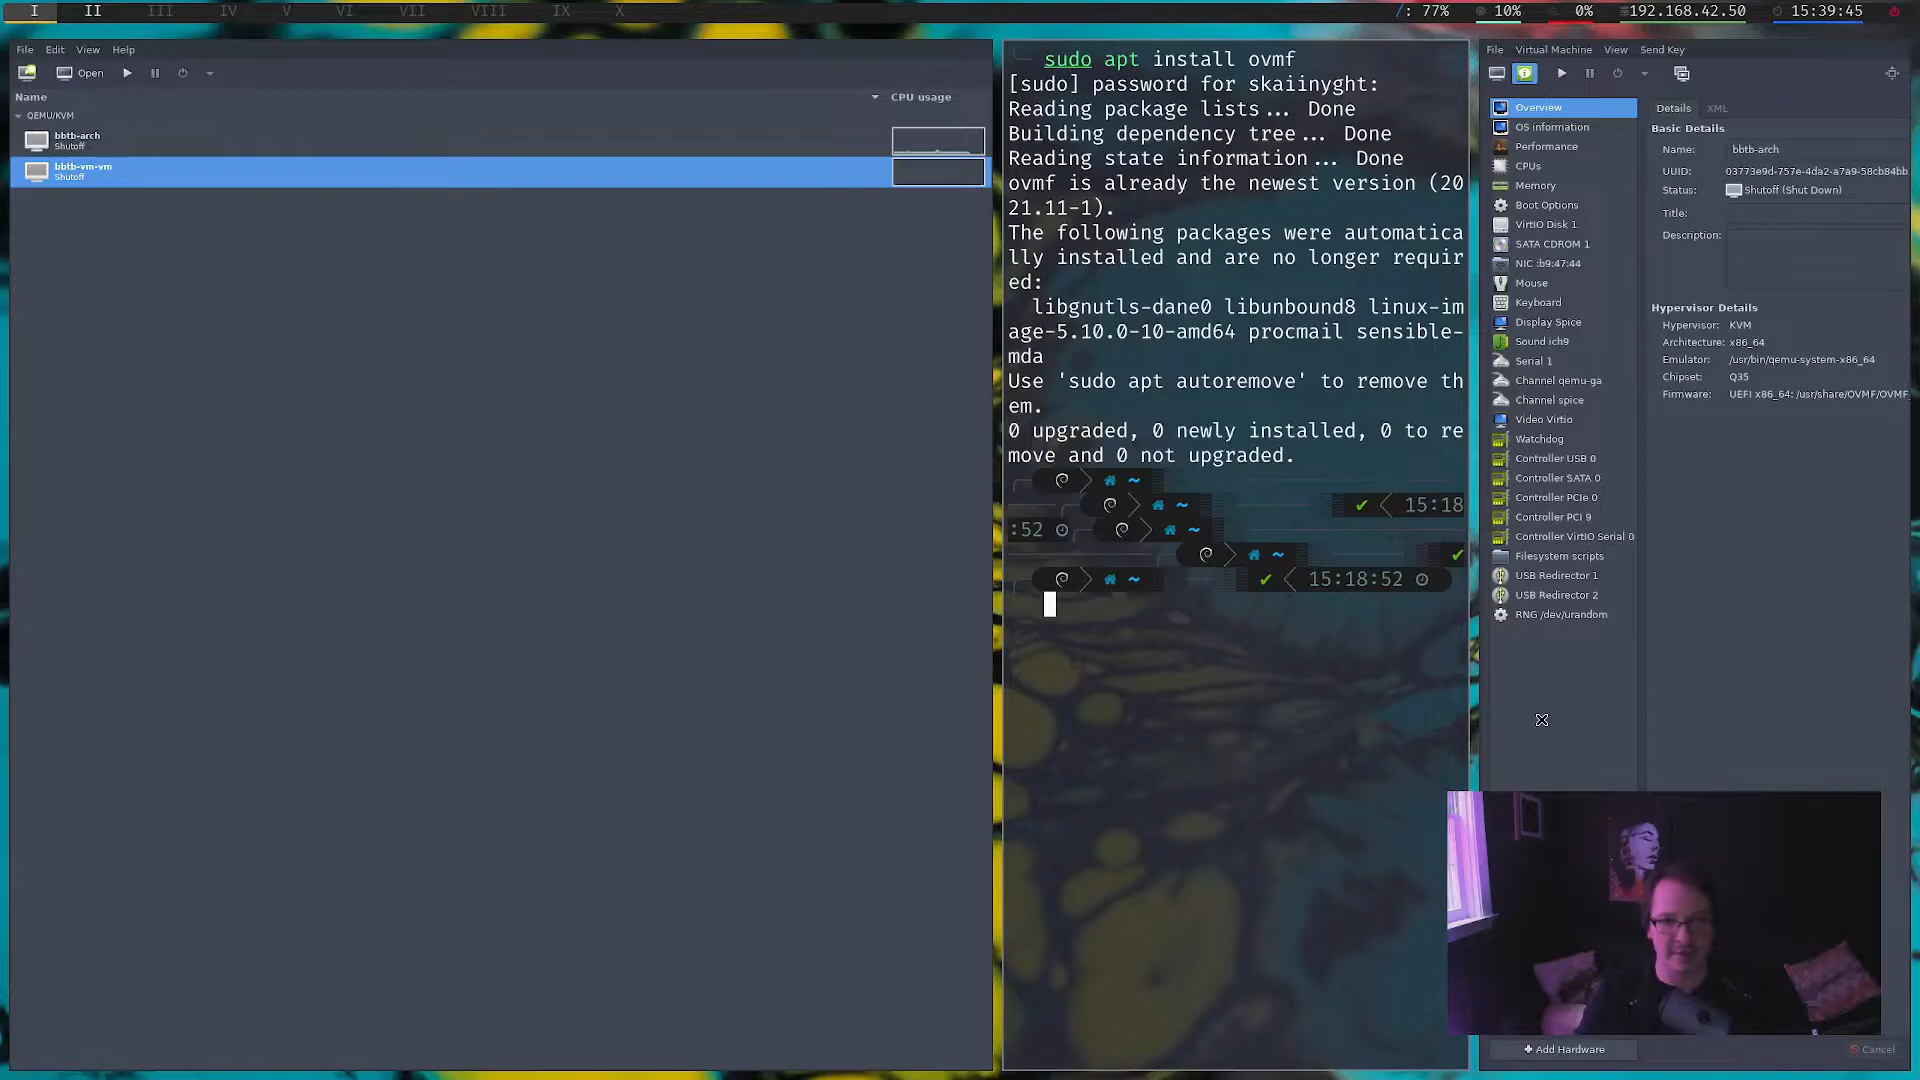 I II III IV V VI VII VIII IX X /: 77% 10% 0% 192.168.42.50 15:39:45
File Edit View Help
Open
Name CPU usage
QEMU/KVM
bbtb-arch
Shutoff
bbtb-vm-vm
Shutoff
sudo apt install ovmf
[sudo] password for skaiinyght:
Reading package lists... Done
Building dependency tree... Done
Reading state information... Done
ovmf is already the newest version (20
21.11-1).
The following packages were automatica
lly installed and are no longer requir
ed:
libgnutls-dane0 libunbound8 linux-im
age-5.10.0-10-amd64 procmail sensible-
mda
Use 'sudo apt autoremove' to remove th
em.
0 upgraded, 0 newly installed, 0 to re
move and 0 not upgraded.
~
~ ✔ 15:18
:52 ~
~ ✔
~ ✔ 15:18:52
File Virtual Machine View Send Key
Overview
OS information
Performance
CPUs
Memory
Boot Options
VirtIO Disk 1
SATA CDROM 1
NIC :b9:47:44
Mouse
Keyboard
Display Spice
Sound ich9
Serial 1
Channel qemu-ga
Channel spice
Video Virtio
Watchdog
Controller USB 0
Controller SATA 0
Controller PCIe 0
Controller PCI 9
Controller VirtIO Serial 0
Filesystem scripts
USB Redirector 1
USB Redirector 2
RNG /dev/urandom
Details XML
Basic Details
Name: bbtb-arch
UUID: 03773e9d-757e-4da2-a7a9-58cb84bb
Status: Shutoff (Shut Down)
Title:
Description:
Hypervisor Details
Hypervisor: KVM
Architecture: x86_64
Emulator: /usr/bin/qemu-system-x86_64
Chipset: Q35
Firmware: UEFI x86_64: /usr/share/OVMF/OVMF_
Add Hardware
Cancel